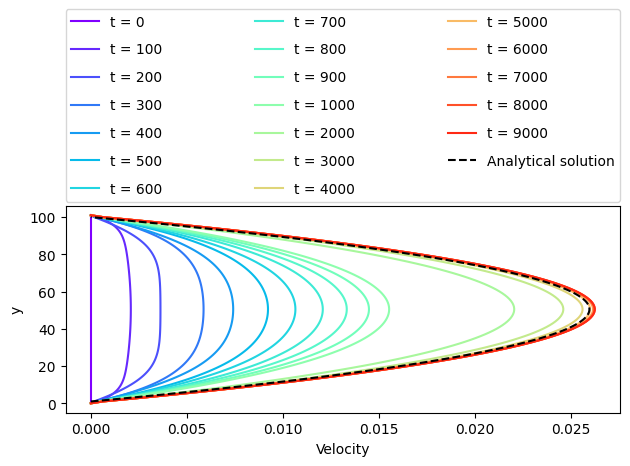 t = 0
t = 100
t = 200
t = 300
t = 400
t = 500
t = 600
t = 700
t = 800
t = 900
t = 1000
t = 2000
t = 3000
t = 4000
t = 5000
t = 6000
t = 7000
t = 8000
t = 9000
Analytical solution
100
80
60
40
20
0
y
0.000 0.005 0.010 0.015 0.020 0.025
Velocity